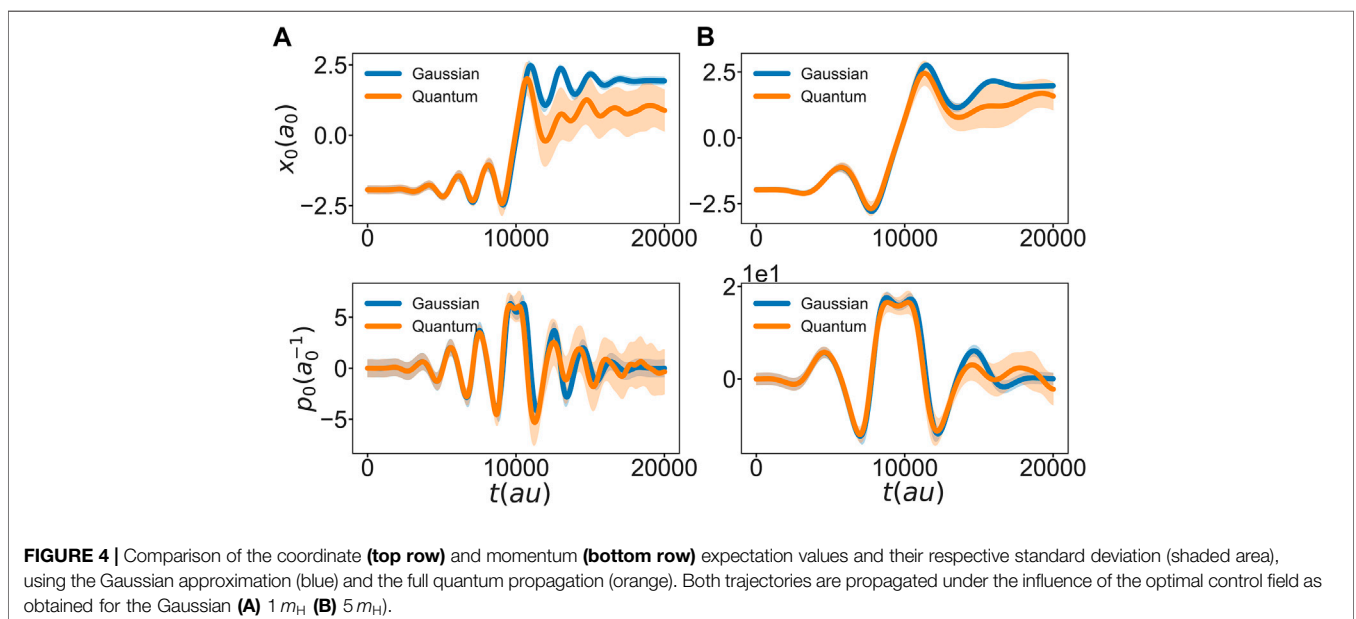 A
B
2.5
0.0
−2.5
x₀(a₀)
Gaussian
Quantum
0
10000
20000
2.5
0.0
−2.5
Gaussian
Quantum
0
10000
20000
5
0
−5
p₀(a₀⁻¹)
Gaussian
Quantum
0
10000
20000
t(au)
1e1
2
0
Gaussian
Quantum
0
10000
20000
t(au)
FIGURE 4 | Comparison of the coordinate (top row) and momentum (bottom row) expectation values and their respective standard deviation (shaded area),
using the Gaussian approximation (blue) and the full quantum propagation (orange). Both trajectories are propagated under the influence of the optimal control field as
obtained for the Gaussian (A) 1 m_H (B) 5 m_H).